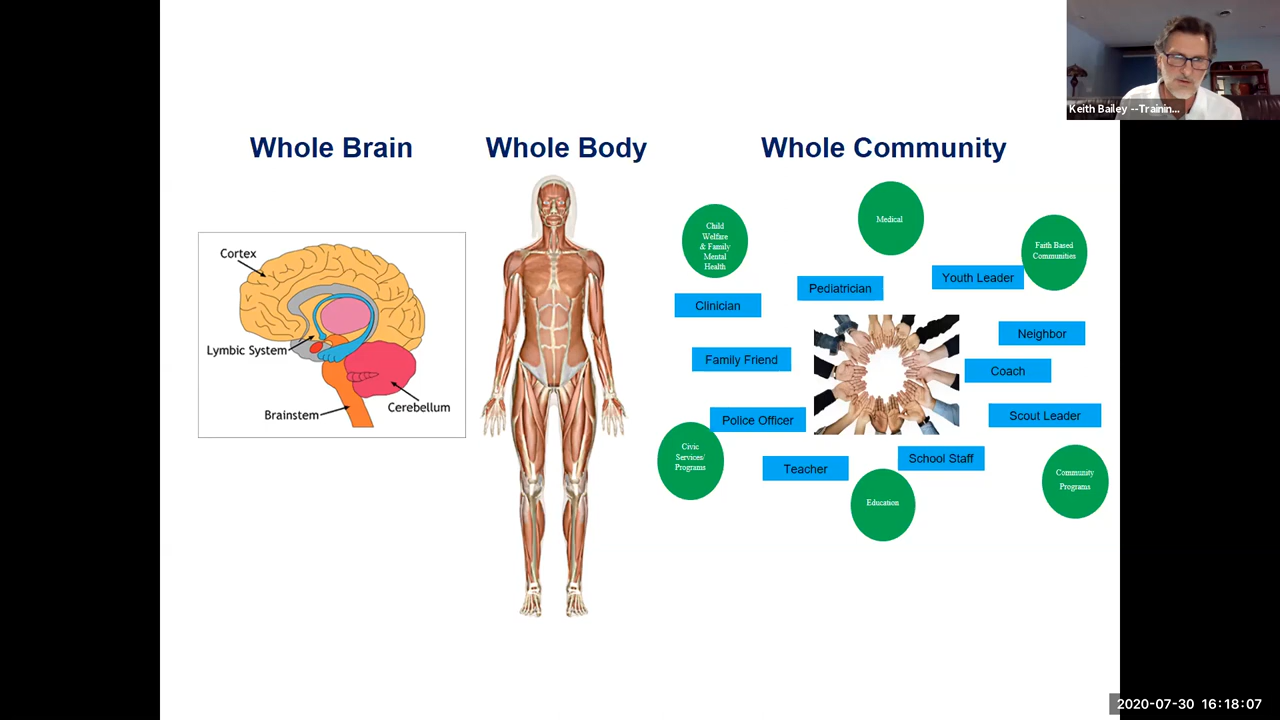 Keith Bailey --Trainin...
Whole Brain
Whole Body
Whole Community
Cortex
Lymbic System
Brainstem
Cerebellum
Child
Welfare
& Family
Mental
Health
Medical
Faith Based
Communities
Youth Leader
Pediatrician
Clinician
Neighbor
Family Friend
Coach
Police Officer
Scout Leader
Civic
Services/
Programs
Teacher
School Staff
Community
Programs
Education
2020-07-30 16:18:07